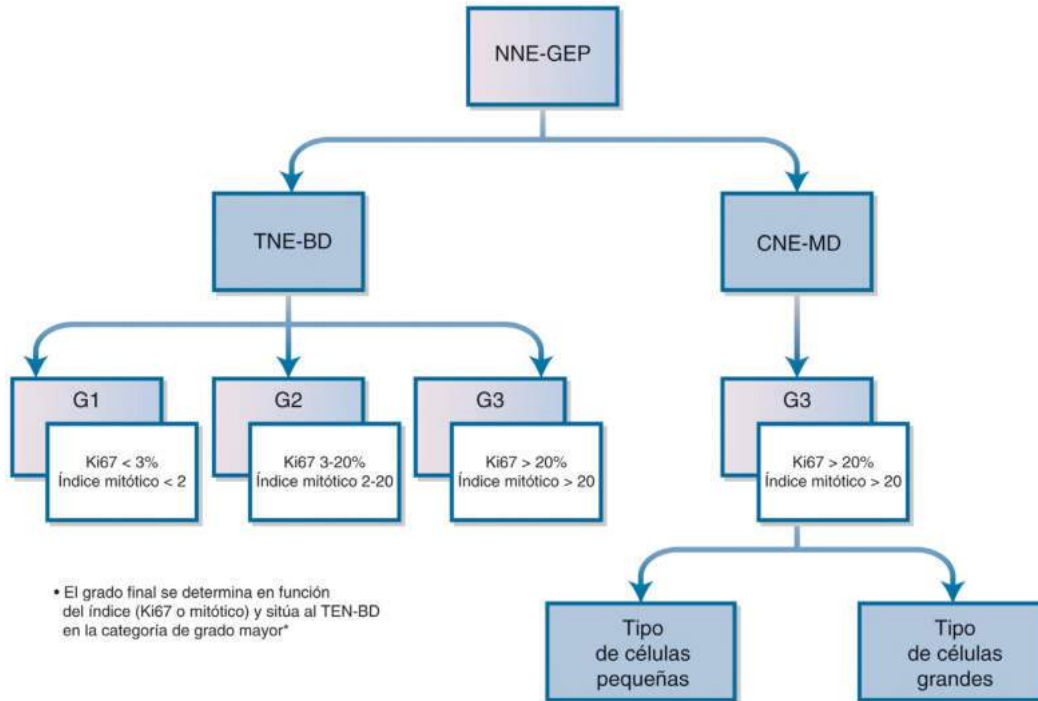 NNE-GEP
TNE-BD
CNE-MD
G1
Ki67 < 3%
Índice mitótico < 2
G2
Ki67 3-20%
Índice mitótico 2-20
G3
Ki67 > 20%
Índice mitótico > 20
G3
Ki67 > 20%
Índice mitótico > 20
• El grado final se determina en función
del índice (Ki67 o mitótico) y sitúa al TEN-BD
en la categoría de grado mayor*
Tipo
de células
pequeñas
Tipo
de células
grandes